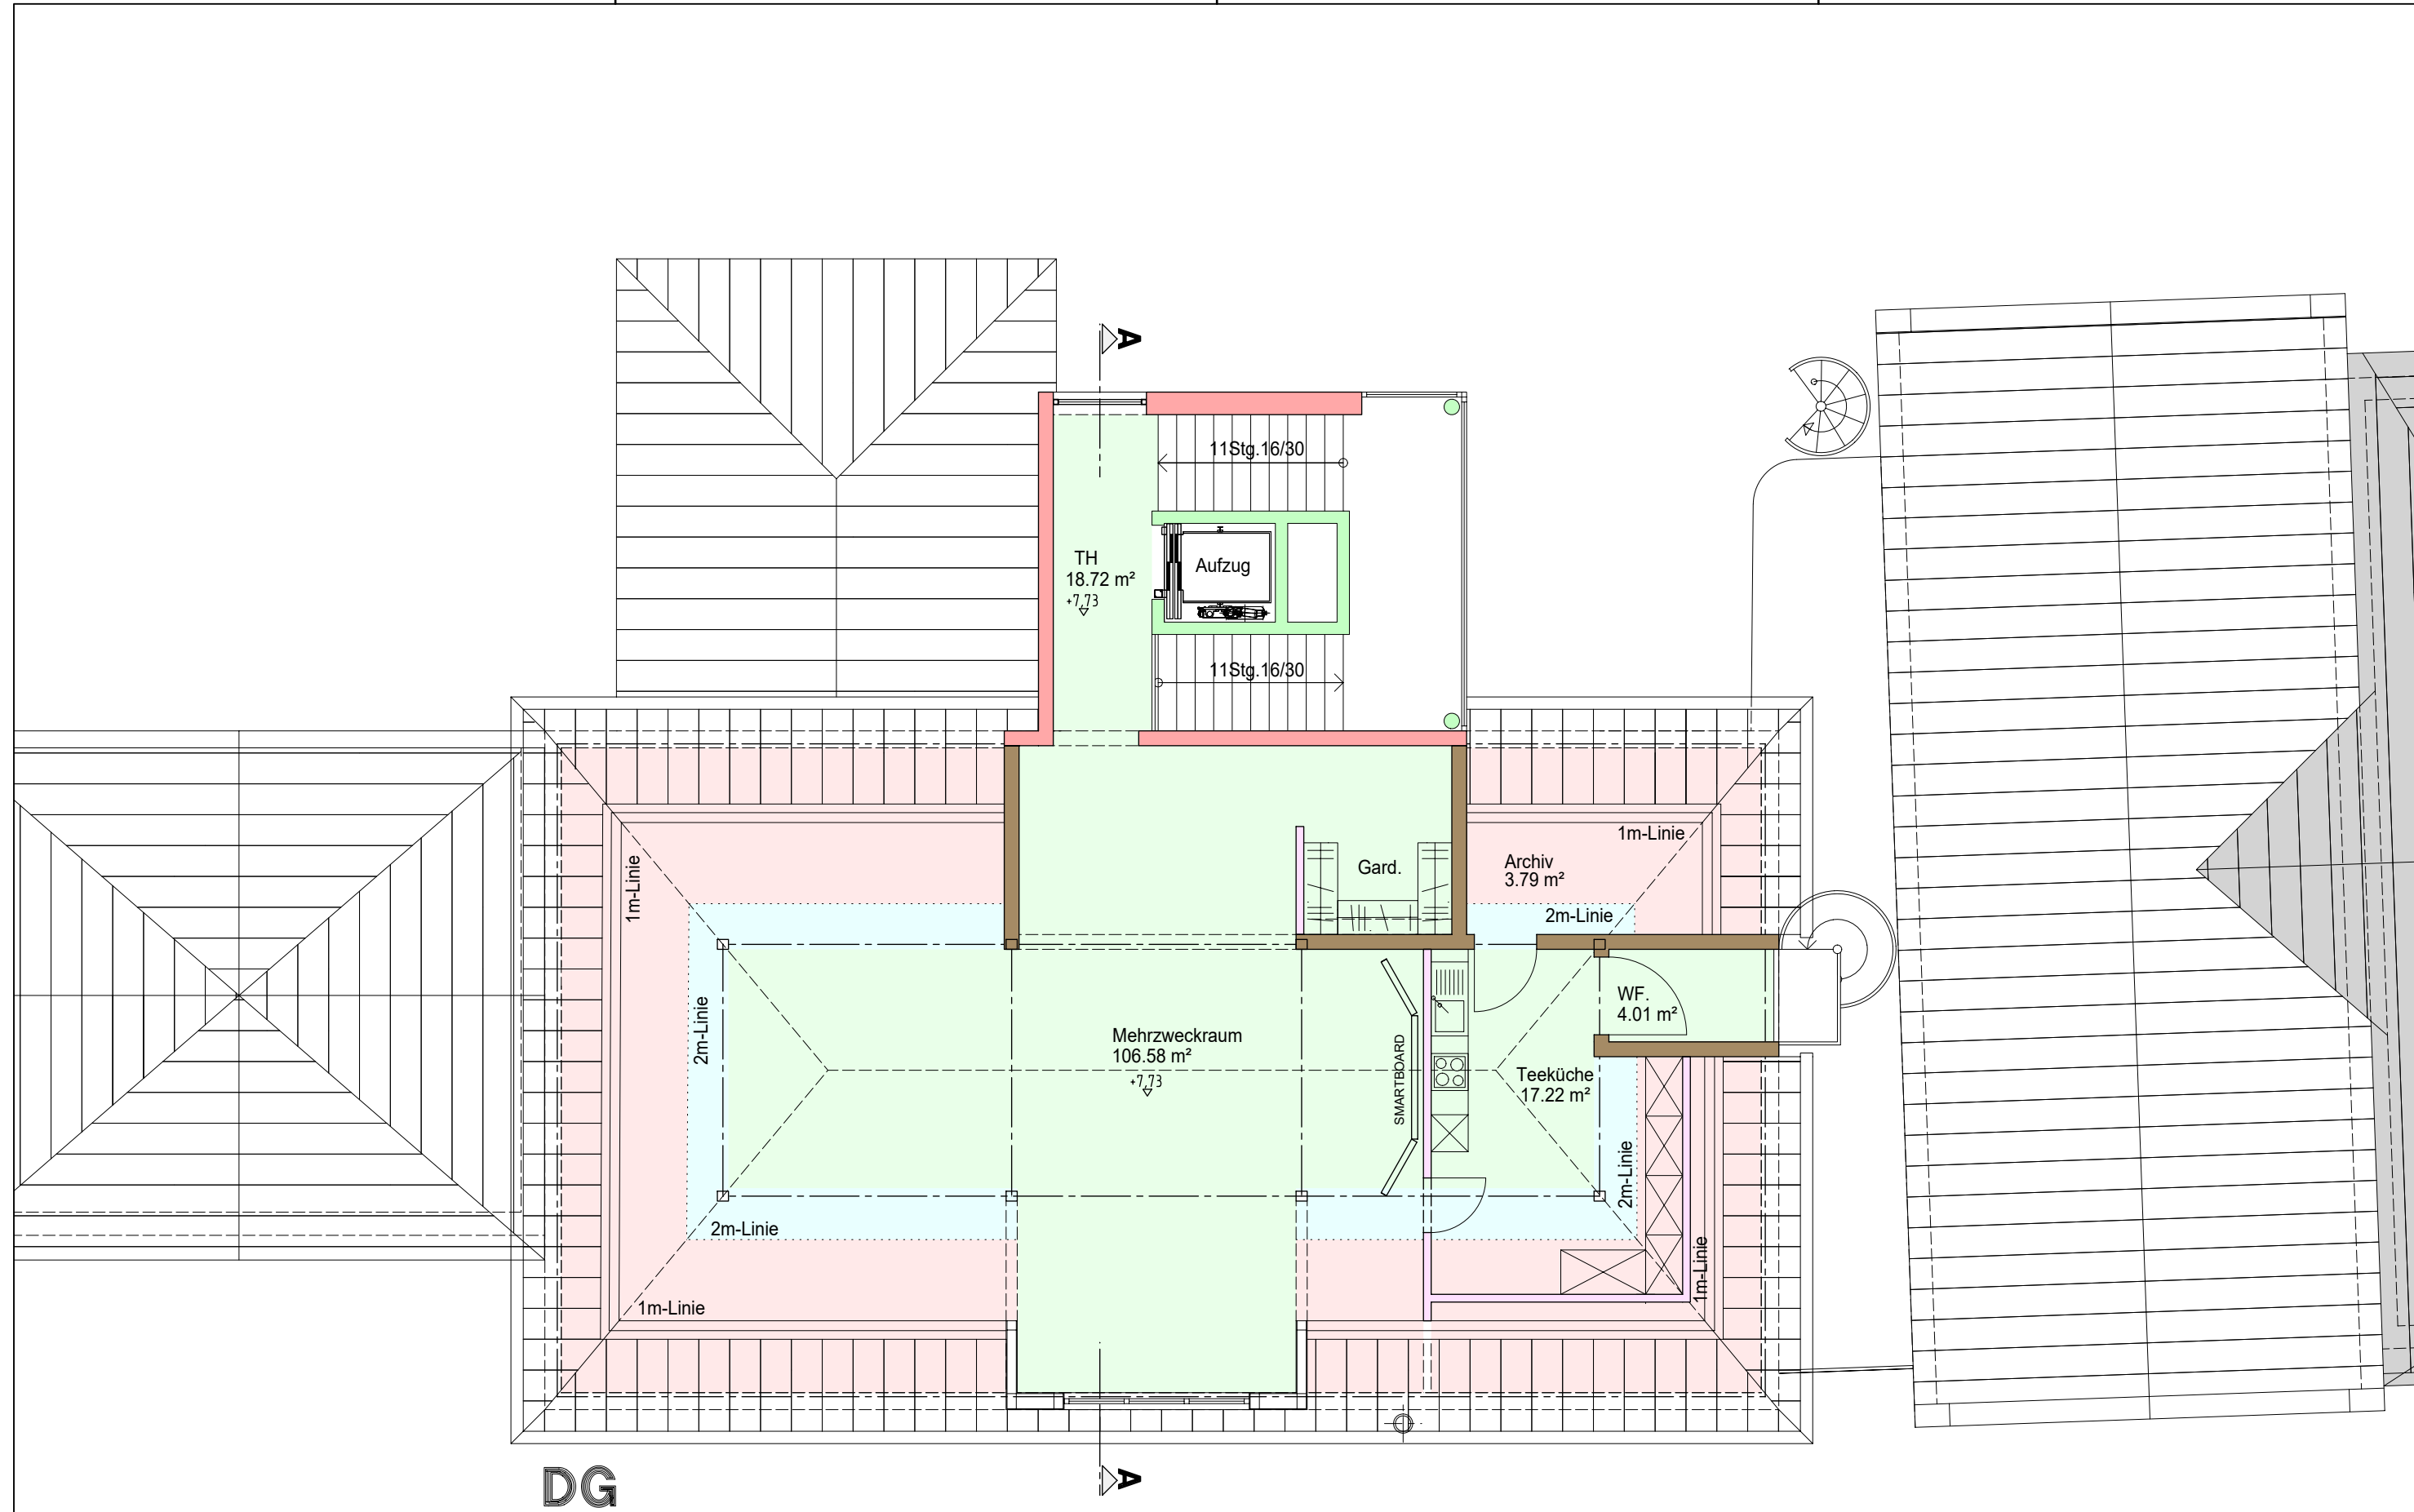 A
11Stg.16/30
TH
18.72 m²
+7,73
Aufzug
11Stg.16/30
1m-Linie
1m-Linie
Gard.
Archiv
3.79 m²
2m-Linie
2m-Linie
WF.
4.01 m²
Mehrzweckraum
106.58 m²
+7,73
SMARTBOARD
Teeküche
17.22 m²
2m-Linie
2m-Linie
1m-Linie
1m-Linie
A
DG